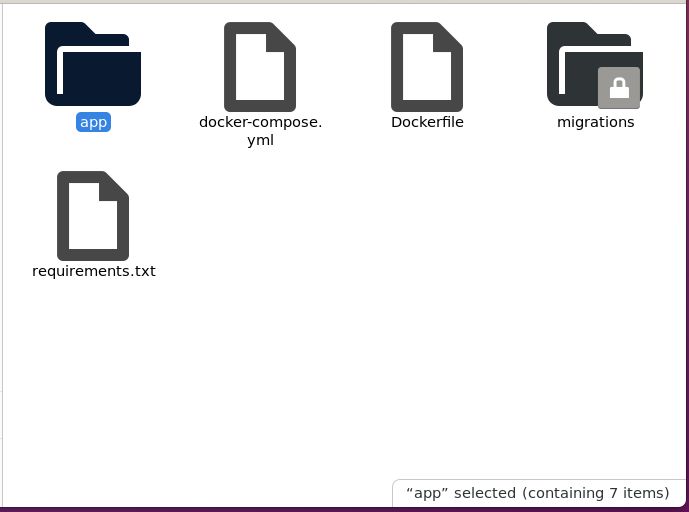 app
docker-compose.
yml
Dockerfile
migrations
requirements.txt
“app” selected (containing 7 items)